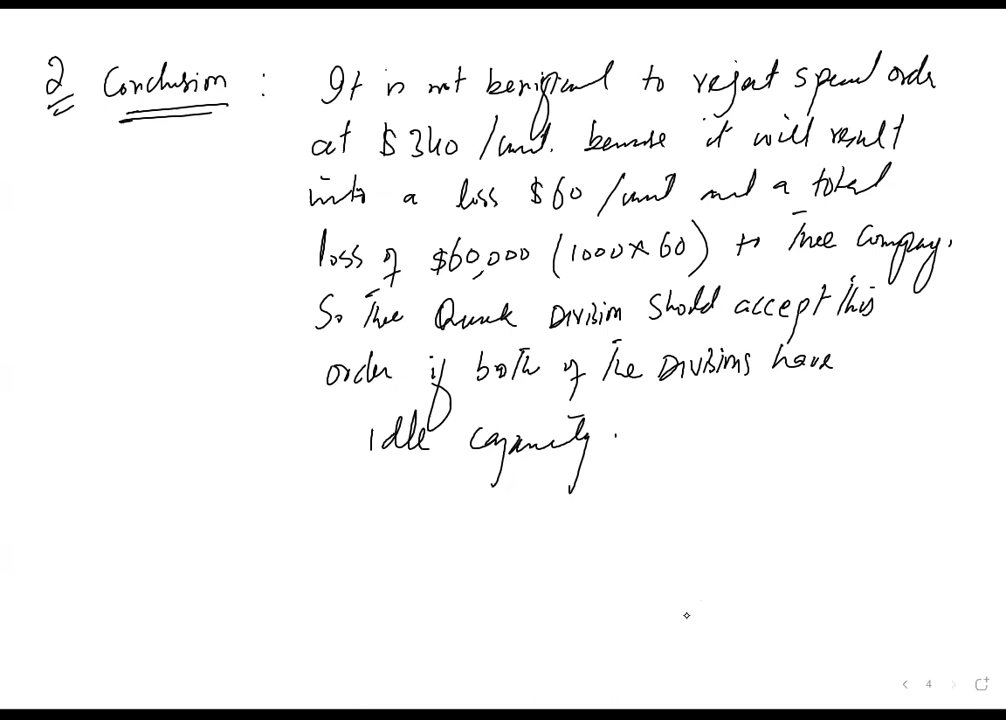 2 Conclusion : It is not benificial to reject special order
at $340/unit. because it will result
into a loss $60/unit and a total
loss of $60,000 (1000×60) to the Company.
So the Quark Division should accept this
order if both of the Divisions have
idle capacity.
4